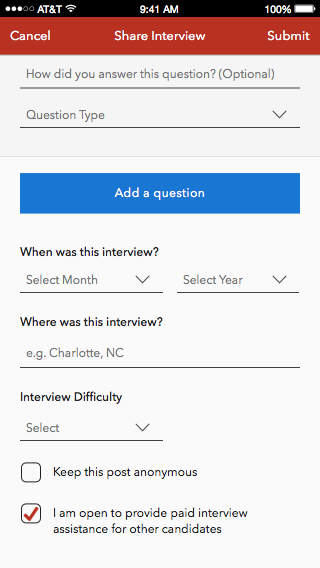 AT&T 9:41 AM 100%
Cancel Share Interview Submit
How did you answer this question? (Optional)
Question Type
Add a question
When was this interview?
Select Month Select Year
Where was this interview?
e.g. Charlotte, NC
Interview Difficulty
Select
Keep this post anonymous
I am open to provide paid interview
assistance for other candidates